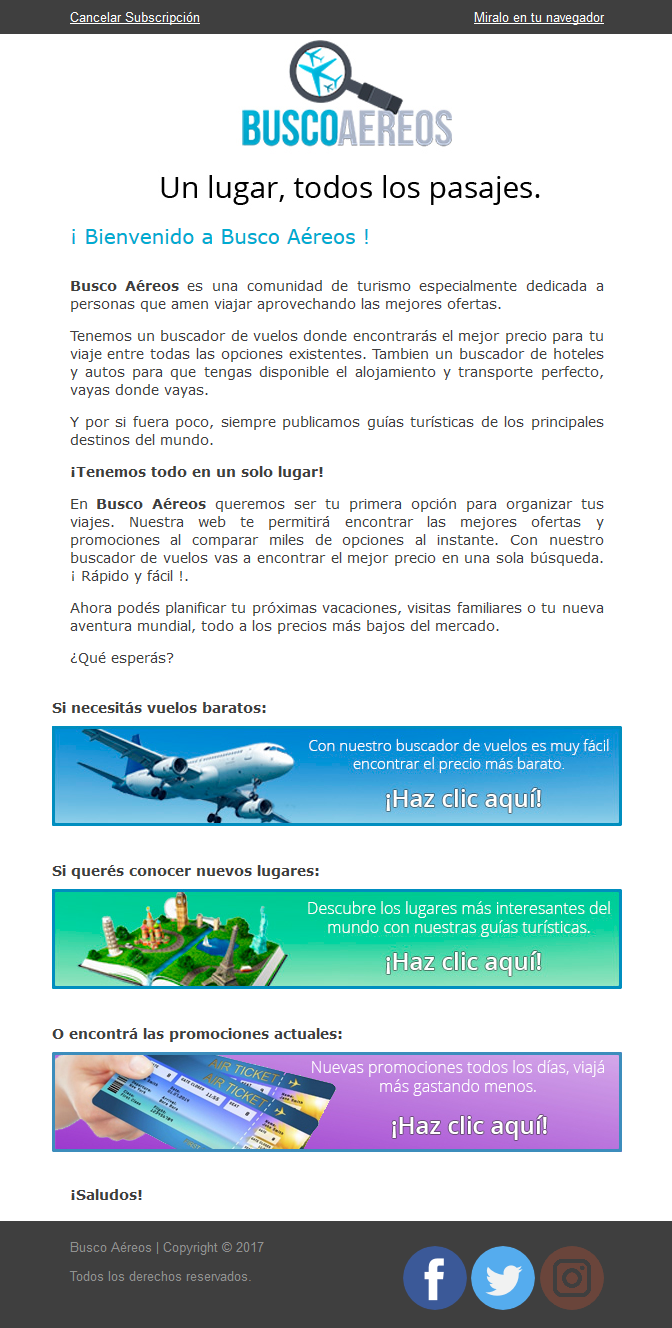 Cancelar Subscripción
Miralo en tu navegador
BUSCOAEREOS
Un lugar, todos los pasajes.
¡ Bienvenido a Busco Aéreos !
Busco Aéreos es una comunidad de turismo especialmente dedicada a
personas que amen viajar aprovechando las mejores ofertas.
Tenemos un buscador de vuelos donde encontrarás el mejor precio para tu
viaje entre todas las opciones existentes. Tambien un buscador de hoteles
y autos para que tengas disponible el alojamiento y transporte perfecto,
vayas donde vayas.
Y por si fuera poco, siempre publicamos guías turísticas de los principales
destinos del mundo.
¡Tenemos todo en un solo lugar!
En Busco Aéreos queremos ser tu primera opción para organizar tus
viajes. Nuestra web te permitirá encontrar las mejores ofertas y
promociones al comparar miles de opciones al instante. Con nuestro
buscador de vuelos vas a encontrar el mejor precio en una sola búsqueda.
¡ Rápido y fácil !.
Ahora podés planificar tu próximas vacaciones, visitas familiares o tu nueva
aventura mundial, todo a los precios más bajos del mercado.
¿Qué esperás?
Si necesitás vuelos baratos:
Con nuestro buscador de vuelos es muy fácil
encontrar el precio más barato.
¡Haz clic aquí!
Si querés conocer nuevos lugares:
Descubre los lugares más interesantes del
mundo con nuestras guías turísticas.
¡Haz clic aquí!
O encontrá las promociones actuales:
AIR TICKET
AIR TICKET
Nuevas promociones todos los días, viajá
más gastando menos.
¡Haz clic aquí!
¡Saludos!
Busco Aéreos | Copyright © 2017
Todos los derechos reservados.